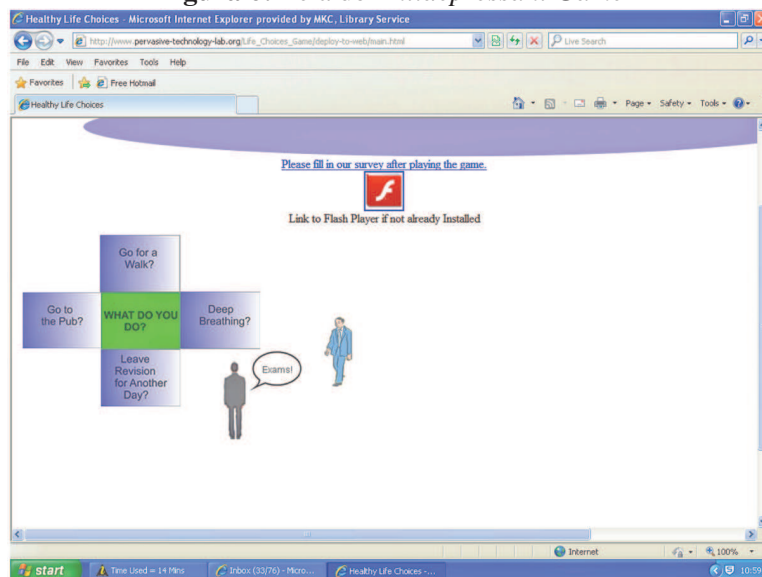 Healthy Life Choices - Microsoft Internet Explorer provided by MKC, Library Service
http://www.pervasive-technology-lab.org/Life_Choices_Game/deploy-to-web/main.html
Live Search
File Edit View Favorites Tools Help
Favorites Free Hotmail
Healthy Life Choices
Page Safety Tools
Please fill in our survey after playing the game.
Link to Flash Player if not already Installed
Go for a
Walk?
Go to
the Pub?
WHAT DO YOU
DO?
Deep
Breathing?
Leave
Revision
for Another
Day?
Exams!
Internet
100%
start
Time Used = 14 Mins
Inbox (33/76) - Micro...
Healthy Life Choices -...
10:59